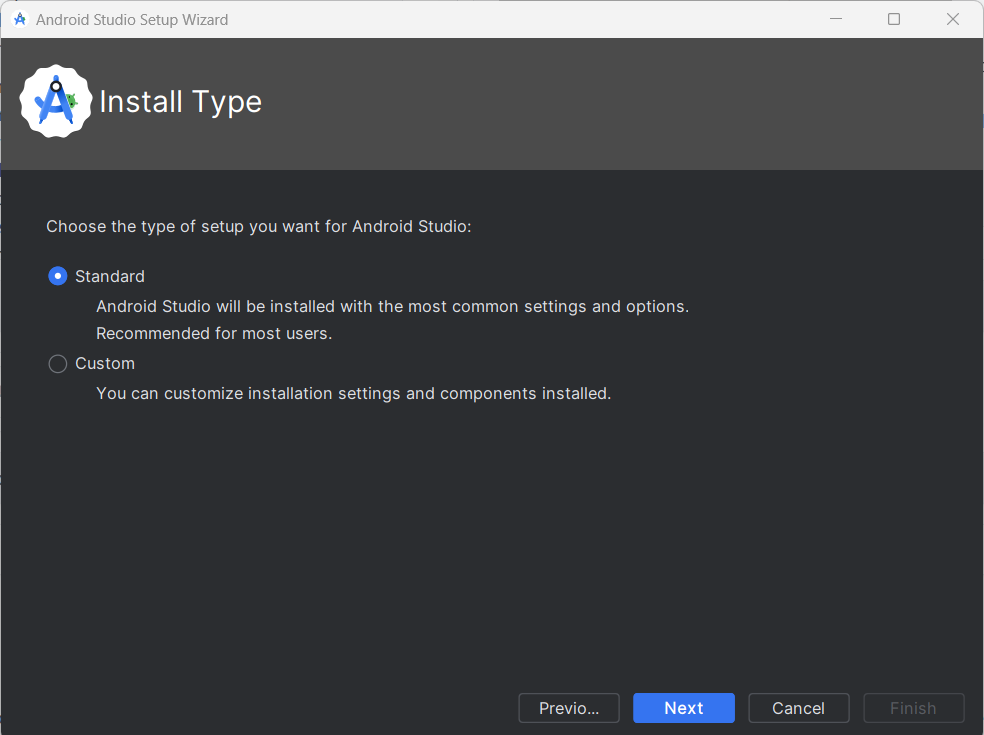 Android Studio Setup Wizard
Install Type
Choose the type of setup you want for Android Studio:
Standard
Android Studio will be installed with the most common settings and options.
Recommended for most users.
Custom
You can customize installation settings and components installed.
Previo... Next Cancel Finish